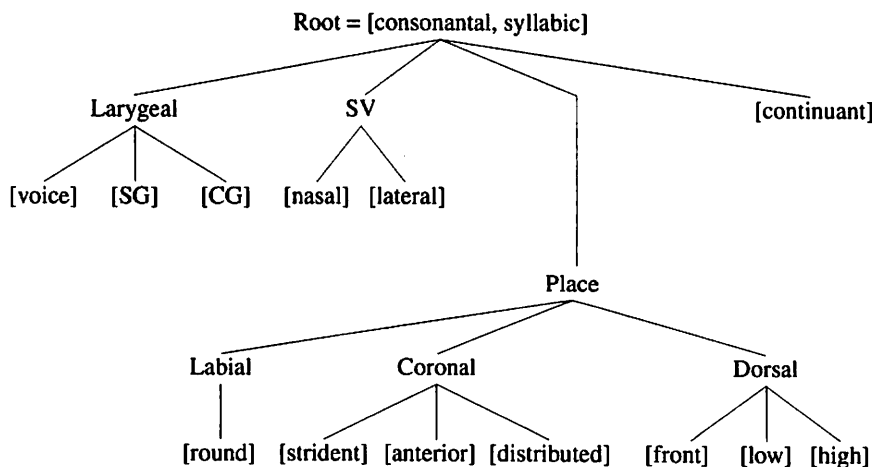 Root = [consonantal, syllabic]
Larygeal SV [continuant]
[voice] [SG] [CG] [nasal] [lateral]
Place
Labial Coronal Dorsal
[round] [strident] [anterior] [distributed] [front] [low] [high]